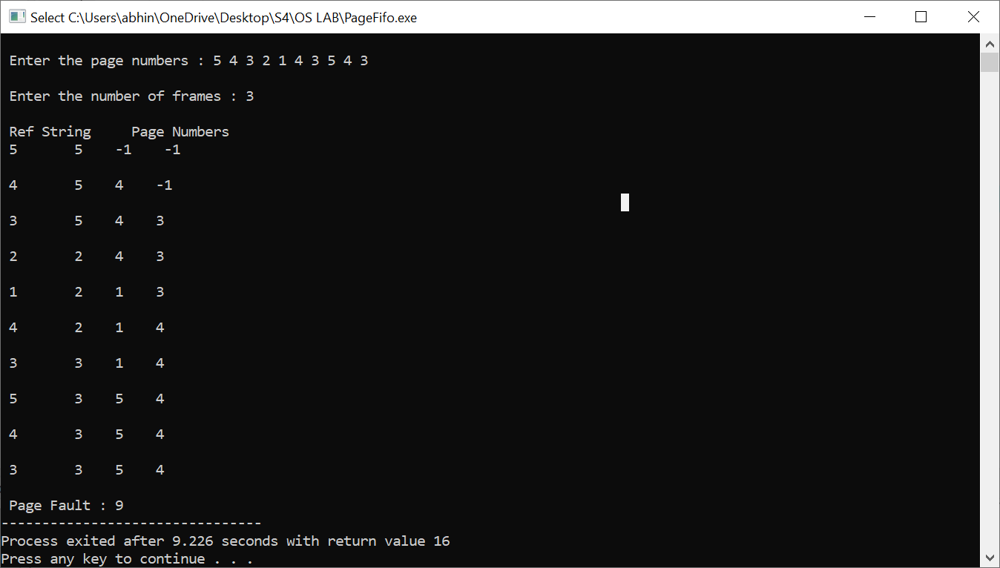 Select C:\Users\abhin\OneDrive\Desktop\S4\OS LAB\PageFifo.exe
Enter the page numbers : 5 4 3 2 1 4 3 5 4 3
Enter the number of frames : 3
Ref String     Page Numbers
5       5    -1    -1
4       5    4    -1
3       5    4    3
2       2    4    3
1       2    1    3
4       2    1    4
3       3    1    4
5       3    5    4
4       3    5    4
3       3    5    4
Page Fault : 9
--------------------------------
Process exited after 9.226 seconds with return value 16
Press any key to continue . . .